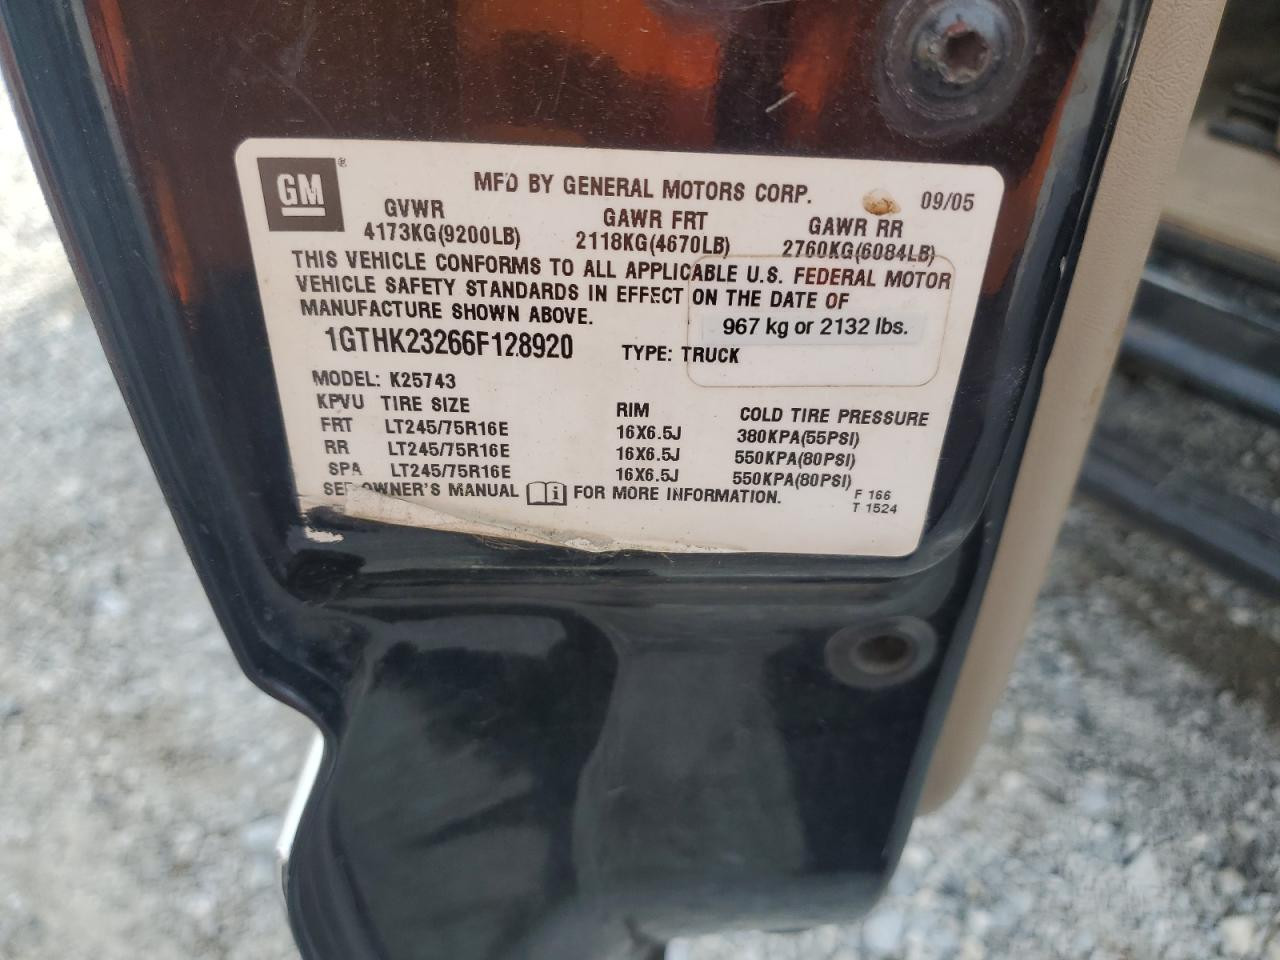 GM®
MFD BY GENERAL MOTORS CORP.
09/05
GVWR GAWR FRT GAWR RR
4173KG(9200LB) 2118KG(4670LB) 2760KG(6084LB)
THIS VEHICLE CONFORMS TO ALL APPLICABLE U.S. FEDERAL MOTOR
VEHICLE SAFETY STANDARDS IN EFFECT ON THE DATE OF
MANUFACTURE SHOWN ABOVE.
967 kg or 2132 lbs.
1GTHK23266F128920 TYPE: TRUCK
MODEL: K25743
KPVU TIRE SIZE RIM COLD TIRE PRESSURE
FRT LT245/75R16E 16X6.5J 380KPA(55PSI)
RR LT245/75R16E 16X6.5J 550KPA(80PSI)
SPA LT245/75R16E 16X6.5J 550KPA(80PSI)
SEE OWNER'S MANUAL i FOR MORE INFORMATION.
F 166
T 1524